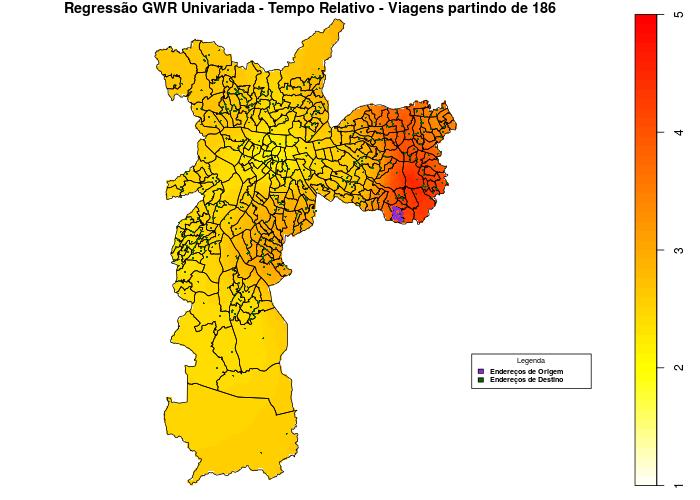 Regressão GWR Univariada - Tempo Relativo - Viagens partindo de 186
5
4
3
2
1
Legenda
Endereços de Origem
Endereços de Destino